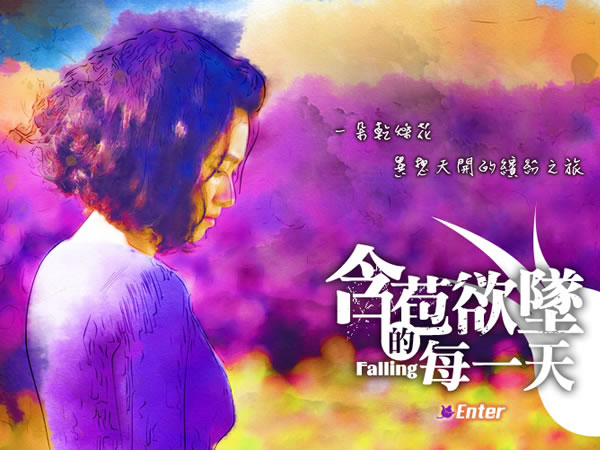 一朵乾燥花
異想天開的繽紛之旅
含苞欲墜
的每一天
Falling
Enter